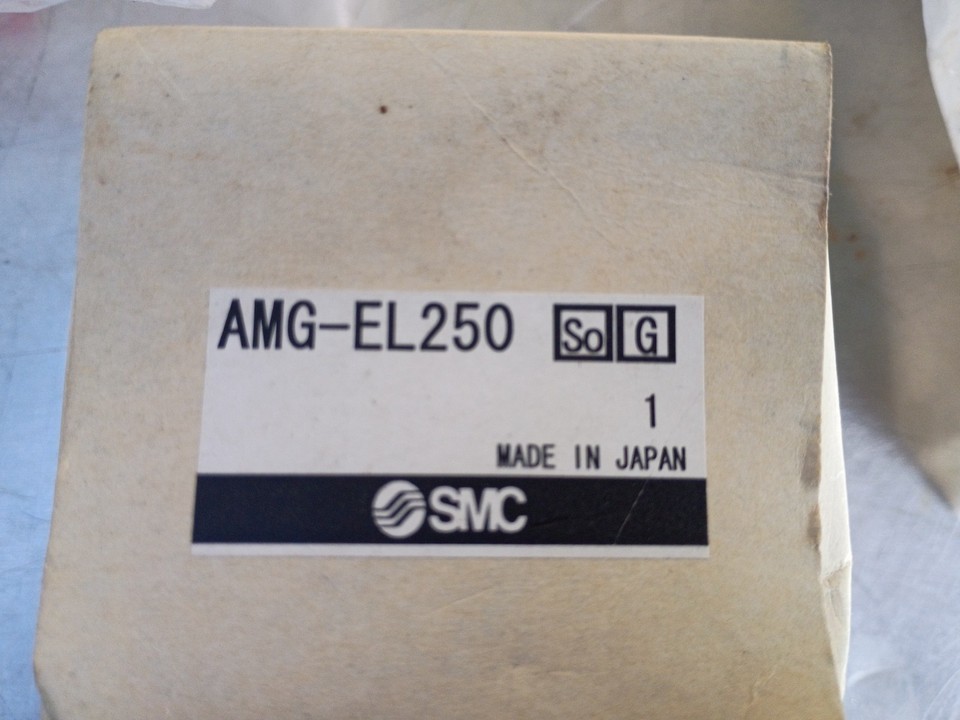 AMG-EL250 So G
1
MADE IN JAPAN
SMC